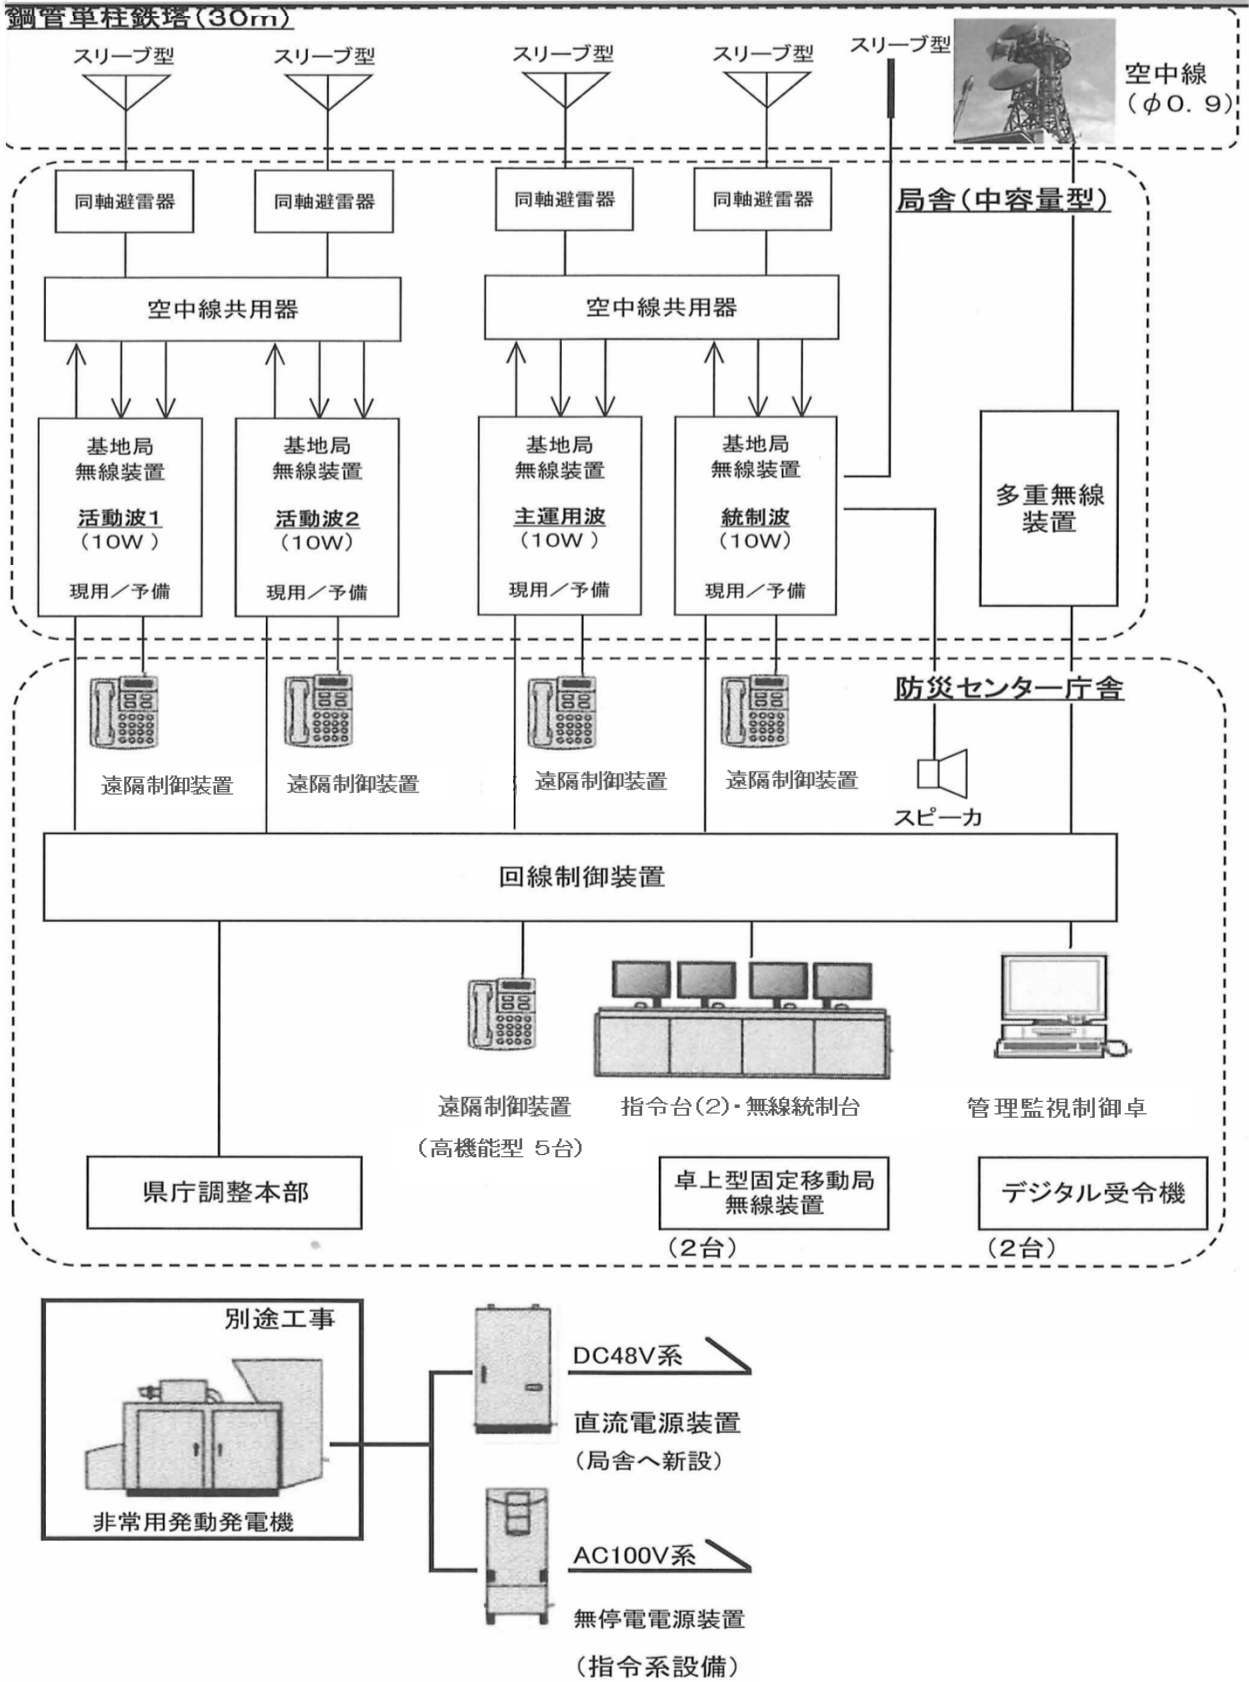 鋼管単柱鉄塔(30m)
スリーブ型
スリーブ型
スリーブ型
スリーブ型
スリーブ型
空中線
(φ0.9)
同軸避雷器
同軸避雷器
同軸避雷器
同軸避雷器
局舎(中容量型)
空中線共用器
空中線共用器
基地局
無線装置
活動波1
(10W)
現用/予備
基地局
無線装置
活動波2
(10W)
現用/予備
基地局
無線装置
主運用波
(10W)
現用/予備
基地局
無線装置
統制波
(10W)
現用/予備
多重無線
装置
防災センター庁舎
遠隔制御装置
遠隔制御装置
遠隔制御装置
遠隔制御装置
スピーカ
回線制御装置
遠隔制御装置
(高機能型 5台)
指令台(2)・無線統制台
管理監視制御卓
県庁調整本部
卓上型固定移動局
無線装置
(2台)
デジタル受令機
(2台)
別途工事
非常用発動発電機
DC48V系
直流電源装置
(局舎へ新設)
AC100V系
無停電電源装置
(指令系設備)